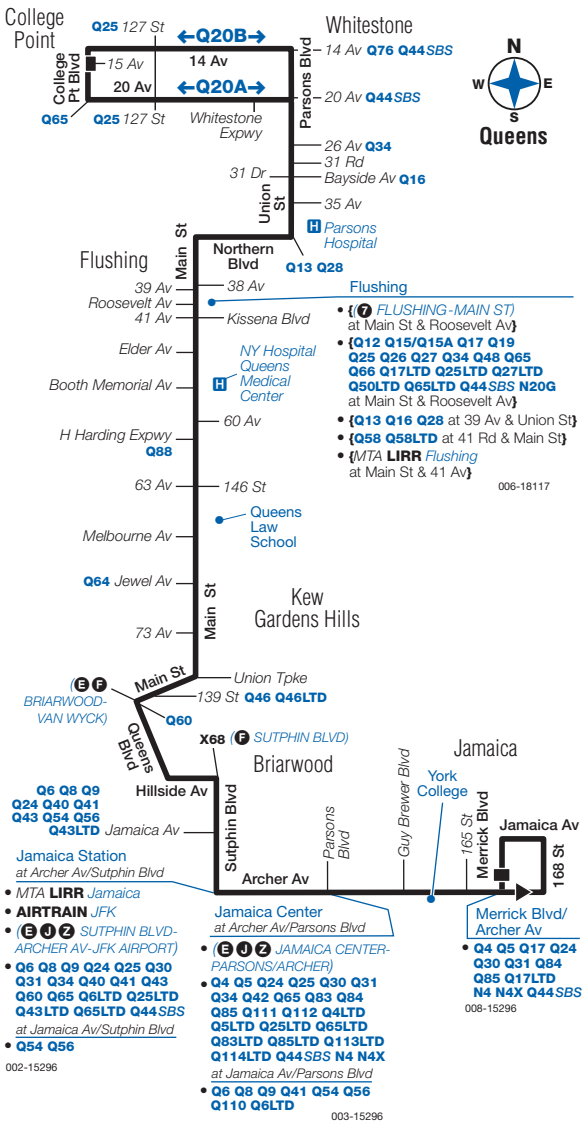 College
Point
Q25 127 St
←Q20B→
14 Av
Whitestone
Parsons Blvd
14 Av Q76 Q44SBS
N
W E
S
Queens
College
Pt Blvd
15 Av
20 Av
←Q20A→
20 Av Q44SBS
Q65
Q25 127 St
Whitestone
Expwy
26 Av Q34
31 Rd
31 Dr
Bayside Av Q16
Union
St
35 Av
H Parsons
Hospital
Main St
Northern
Blvd
Q13 Q28
Flushing
39 Av
38 Av
Roosevelt Av
41 Av
Kissena Blvd
Elder Av
NY Hospital
Queens
Medical
Center
H
Booth Memorial Av
60 Av
H Harding Expwy
Q88
63 Av
146 St
Queens
Law
School
Melbourne Av
Q64 Jewel Av
Main St
Kew
Gardens Hills
73 Av
Flushing
• {(7 FLUSHING-MAIN ST)
at Main St & Roosevelt Av}
• {Q12 Q15/Q15A Q17 Q19
Q25 Q26 Q27 Q34 Q48 Q65
Q66 Q17LTD Q25LTD Q27LTD
Q50LTD Q65LTD Q44SBS N20G
at Main St & Roosevelt Av}
• {Q13 Q16 Q28 at 39 Av & Union St}
• {Q58 Q58LTD at 41 Rd & Main St}
• {MTA LIRR Flushing
at Main St & 41 Av}
006-18117
Main St
Union Tpke
139 St Q46 Q46LTD
(E F
BRIARWOOD-
VAN WYCK)
Q60
Queens
Blvd
X68 (F SUTPHIN BLVD)
Briarwood
Jamaica
Hillside Av
Q6 Q8 Q9
Q24 Q40 Q41
Q43 Q54 Q56
Q43LTD Jamaica Av
Sutphin Blvd
Parsons
Blvd
Guy Brewer Blvd
York
College
165 St
Merrick Blvd
Jamaica Av
168 St
Archer Av
Jamaica Station
at Archer Av/Sutphin Blvd
• MTA LIRR Jamaica
• AIRTRAIN JFK
• (E J Z SUTPHIN BLVD-
ARCHER AV-JFK AIRPORT)
• Q6 Q8 Q9 Q24 Q25 Q30
Q31 Q34 Q40 Q41 Q43
Q60 Q65 Q6LTD Q25LTD
Q43LTD Q65LTD Q44SBS
at Jamaica Av/Sutphin Blvd
• Q54 Q56
002-15296
Jamaica Center
at Archer Av/Parsons Blvd
• (E J Z JAMAICA CENTER-
PARSONS/ARCHER)
• Q4 Q5 Q24 Q25 Q30 Q31
Q34 Q42 Q65 Q83 Q84
Q85 Q111 Q112 Q4LTD
Q5LTD Q25LTD Q65LTD
Q83LTD Q85LTD Q113LTD
Q114LTD Q44SBS N4 N4X
at Jamaica Av/Parsons Blvd
• Q6 Q8 Q9 Q41 Q54 Q56
Q110 Q6LTD
003-15296
Merrick Blvd/
Archer Av
• Q4 Q5 Q17 Q24
Q30 Q31 Q84
Q85 Q17LTD
N4 N4X Q44SBS
008-15296